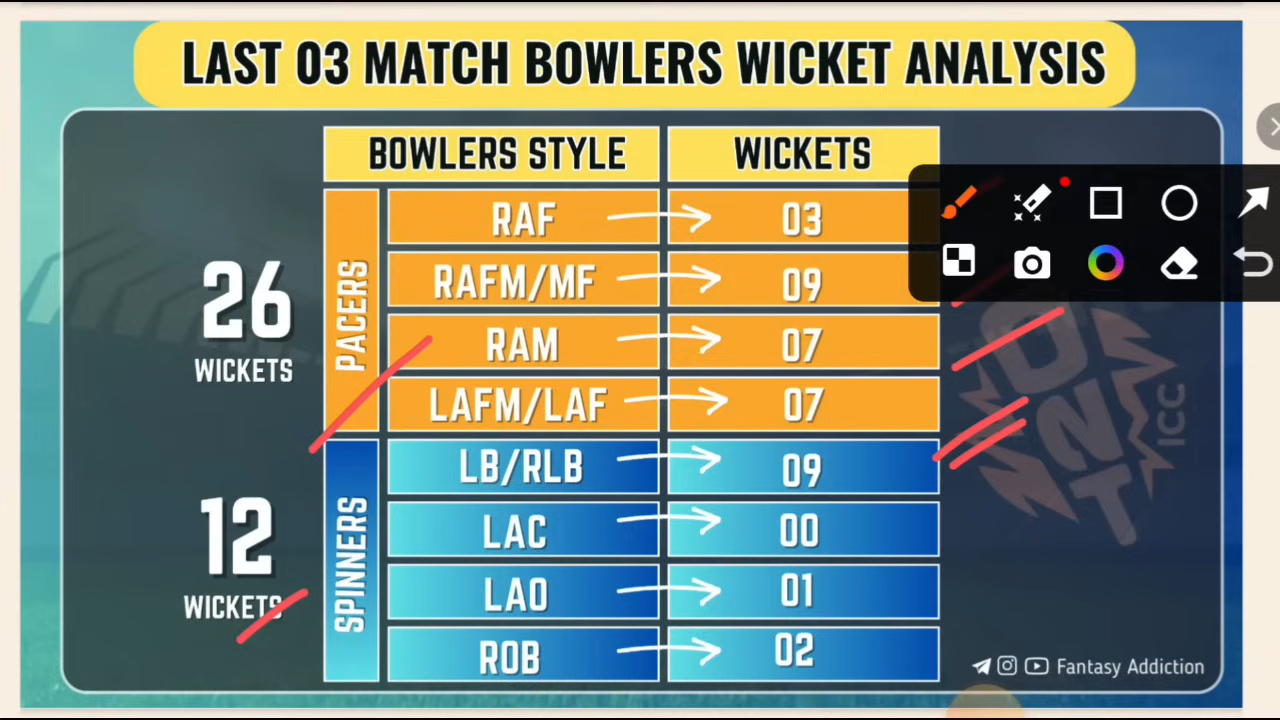 LAST 03 MATCH BOWLERS WICKET ANALYSIS
BOWLERS STYLE WICKETS
26
WICKETS
PACERS
RAF 03
RAFM/MF 09
RAM 07
LAFM/LAF 07
12
WICKETS
SPINNERS
LB/RLB 09
LAC 00
LAO 01
ROB 02
ICC
Fantasy Addiction